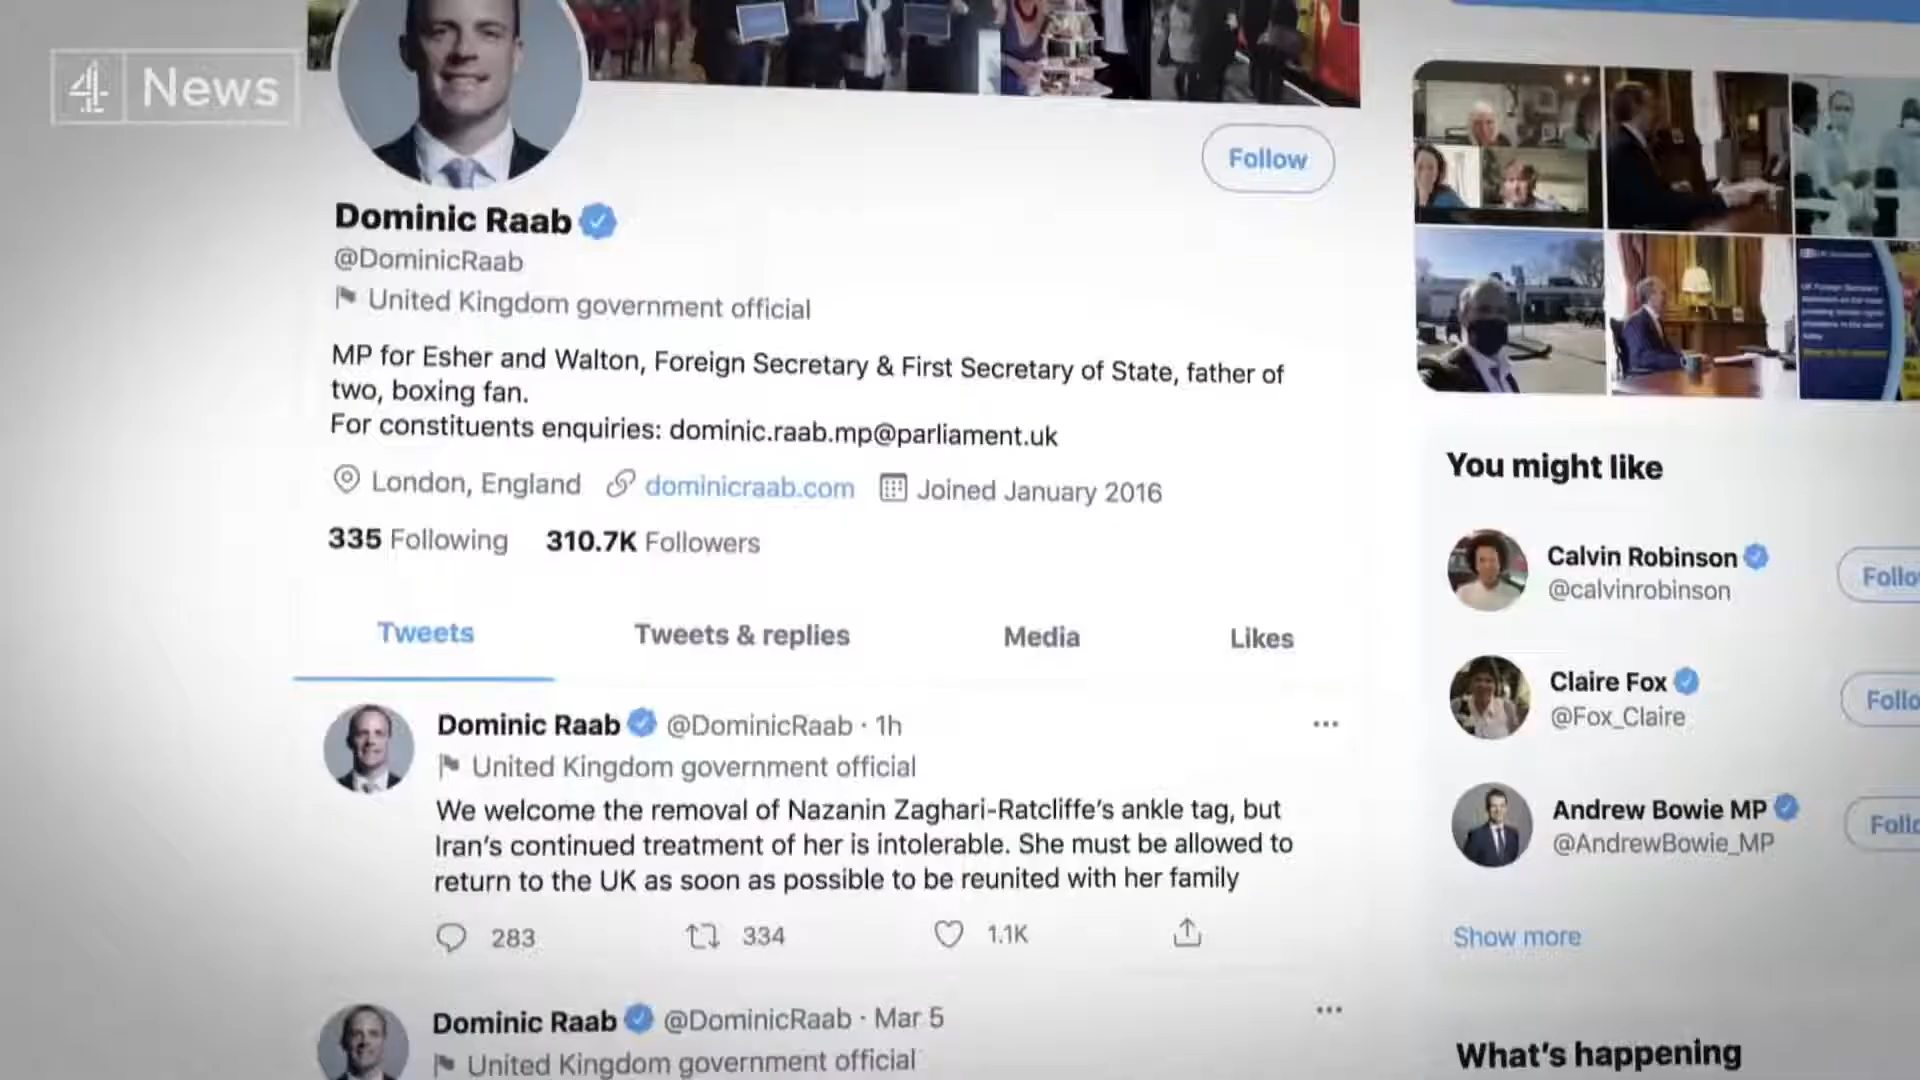 4 News
Follow
Dominic Raab
@DominicRaab
United Kingdom government official
MP for Esher and Walton, Foreign Secretary & First Secretary of State, father of
two, boxing fan.
For constituents enquiries: dominic.raab.mp@parliament.uk
London, England dominicraab.com Joined January 2016
335 Following 310.7K Followers
Tweets Tweets & replies Media Likes
Dominic Raab @DominicRaab · 1h
United Kingdom government official
We welcome the removal of Nazanin Zaghari-Ratcliffe's ankle tag, but
Iran's continued treatment of her is intolerable. She must be allowed to
return to the UK as soon as possible to be reunited with her family
283 334 1.1K
Dominic Raab @DominicRaab · Mar 5
United Kingdom government official
You might like
Calvin Robinson
@calvinrobinson
Follo
Claire Fox
@Fox_Claire
Follo
Andrew Bowie MP
@AndrewBowie_MP
Follo
Show more
What's happening